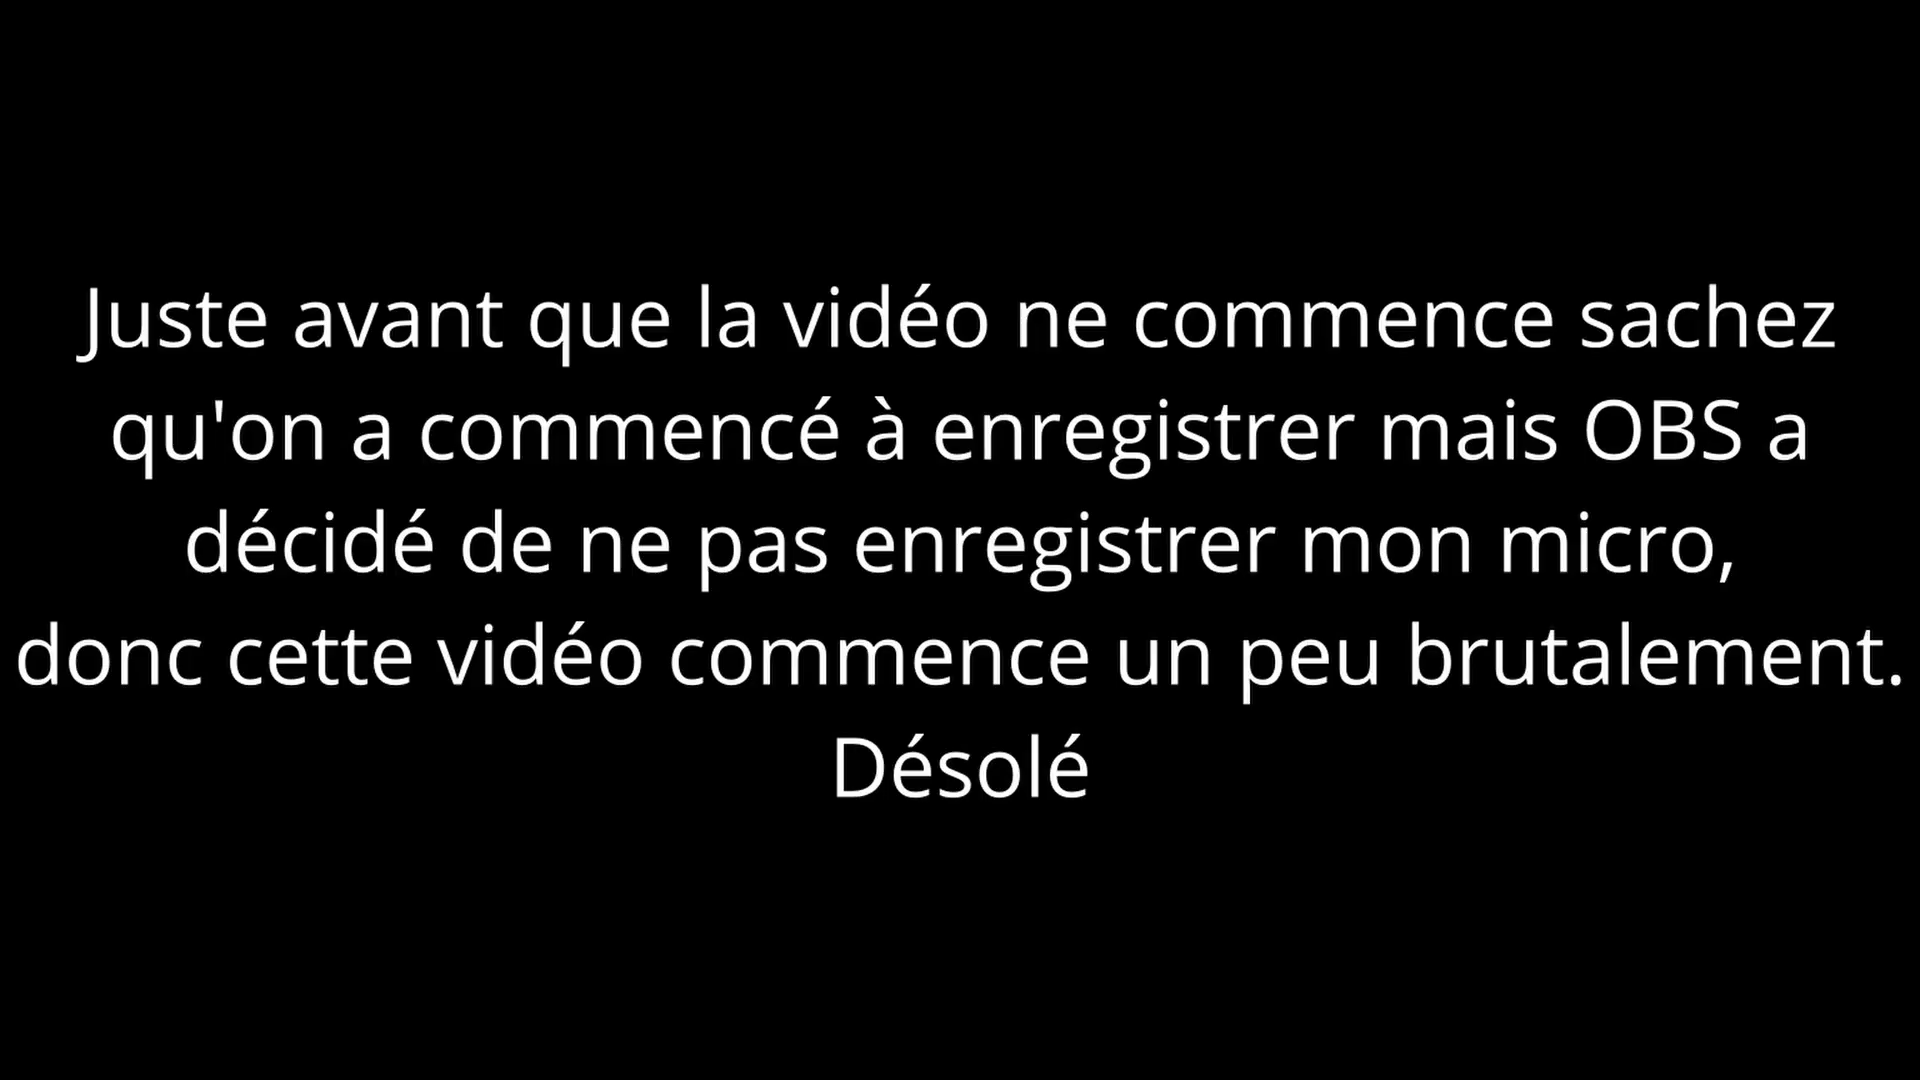 Juste avant que la vidéo ne commence sachez
qu'on a commencé à enregistrer mais OBS a
décidé de ne pas enregistrer mon micro,
donc cette vidéo commence un peu brutalement.
Désolé